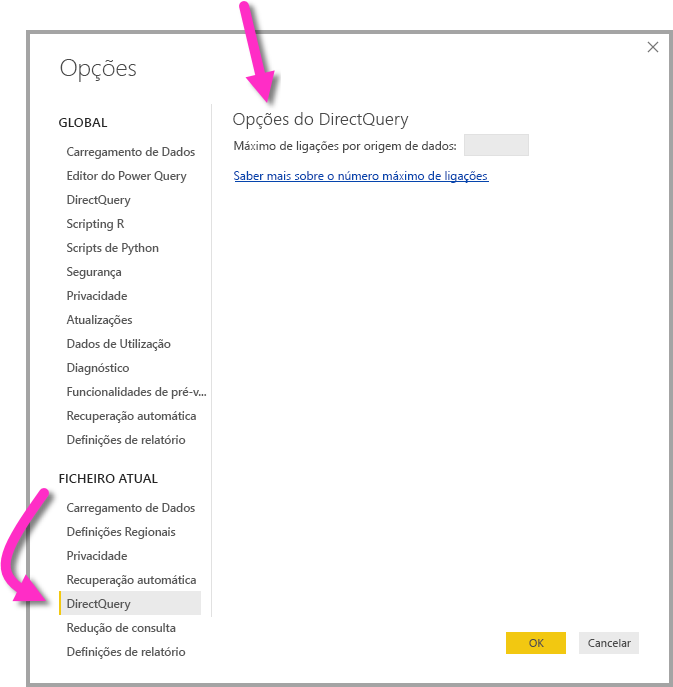 Opções
GLOBAL
Carregamento de Dados
Editor do Power Query
DirectQuery
Scripting R
Scripts de Python
Segurança
Privacidade
Atualizações
Dados de Utilização
Diagnóstico
Funcionalidades de pré-v...
Recuperação automática
Definições de relatório
FICHEIRO ATUAL
Carregamento de Dados
Definições Regionais
Privacidade
Recuperação automática
DirectQuery
Redução de consulta
Definições de relatório
Opções do DirectQuery
Máximo de ligações por origem de dados:
Saber mais sobre o número máximo de ligações
OK
Cancelar